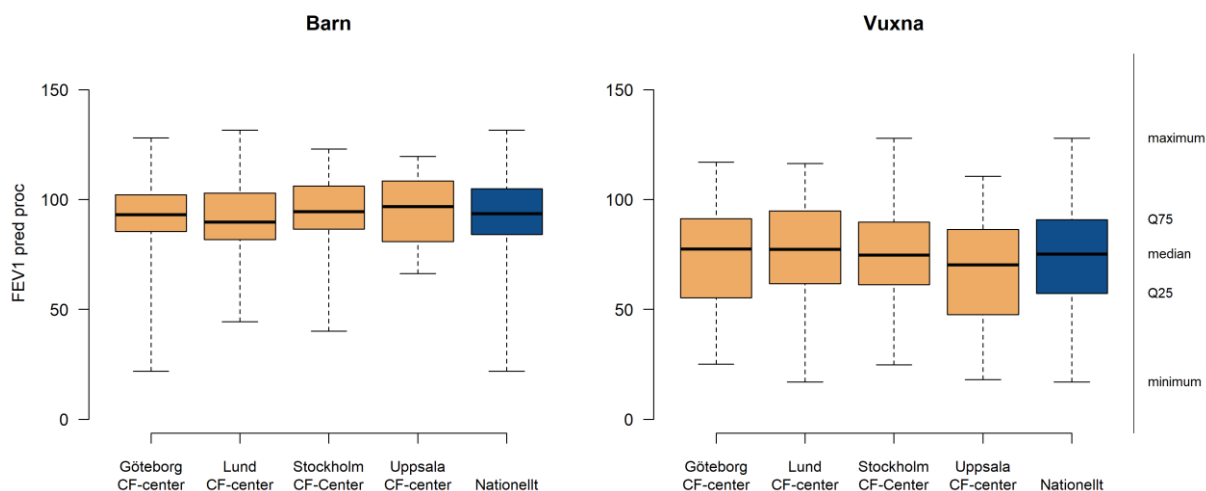 Barn
FEV1 pred proc
150
100
50
0
Göteborg
CF-center
Lund
CF-center
Stockholm
CF-Center
Uppsala
CF-center
Nationellt
Vuxna
150
100
50
0
Göteborg
CF-center
Lund
CF-center
Stockholm
CF-Center
Uppsala
CF-center
Nationellt
maximum
Q75
median
Q25
minimum